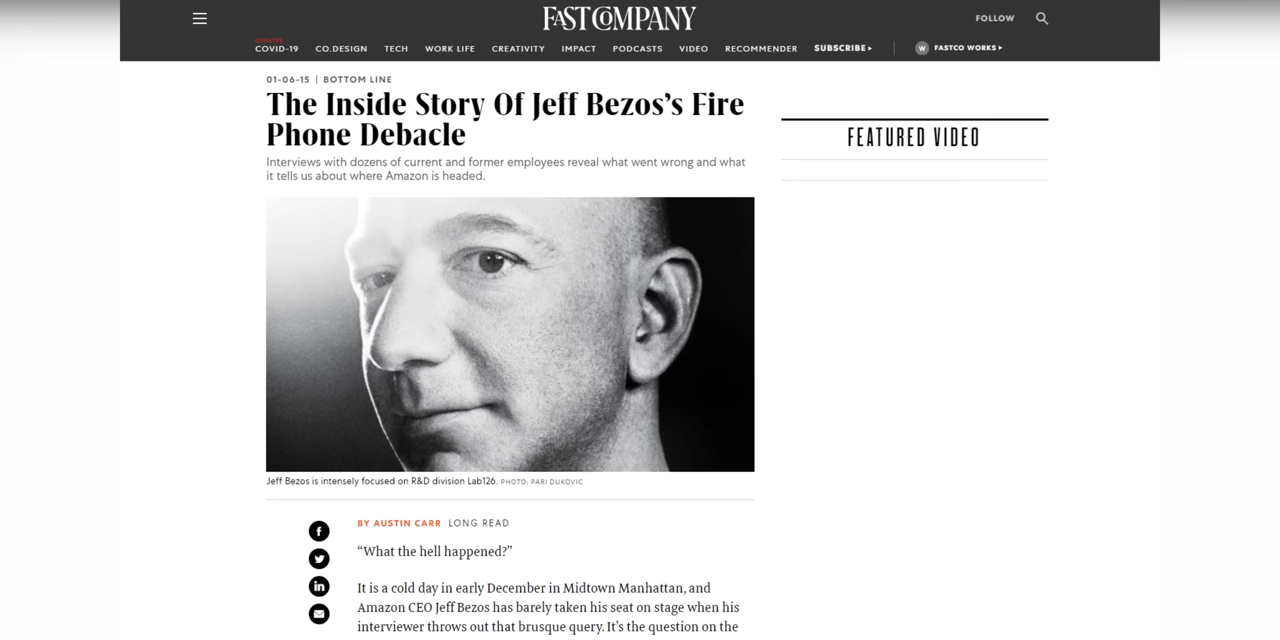 FAST COMPANY
FOLLOW
UPDATES
COVID-19 CO.DESIGN TECH WORK LIFE CREATIVITY IMPACT PODCASTS VIDEO RECOMMENDER SUBSCRIBE W FASTCO WORKS
01-06-15 | BOTTOM LINE
The Inside Story Of Jeff Bezos’s Fire
Phone Debacle
Interviews with dozens of current and former employees reveal what went wrong and what
it tells us about where Amazon is headed.
FEATURED VIDEO
Jeff Bezos is intensely focused on R&D division Lab126. PHOTO: PARI DUKOVIC
BY AUSTIN CARR LONG READ
“What the hell happened?”
It is a cold day in early December in Midtown Manhattan, and
Amazon CEO Jeff Bezos has barely taken his seat on stage when his
interviewer throws out that brusque query. It’s the question on the